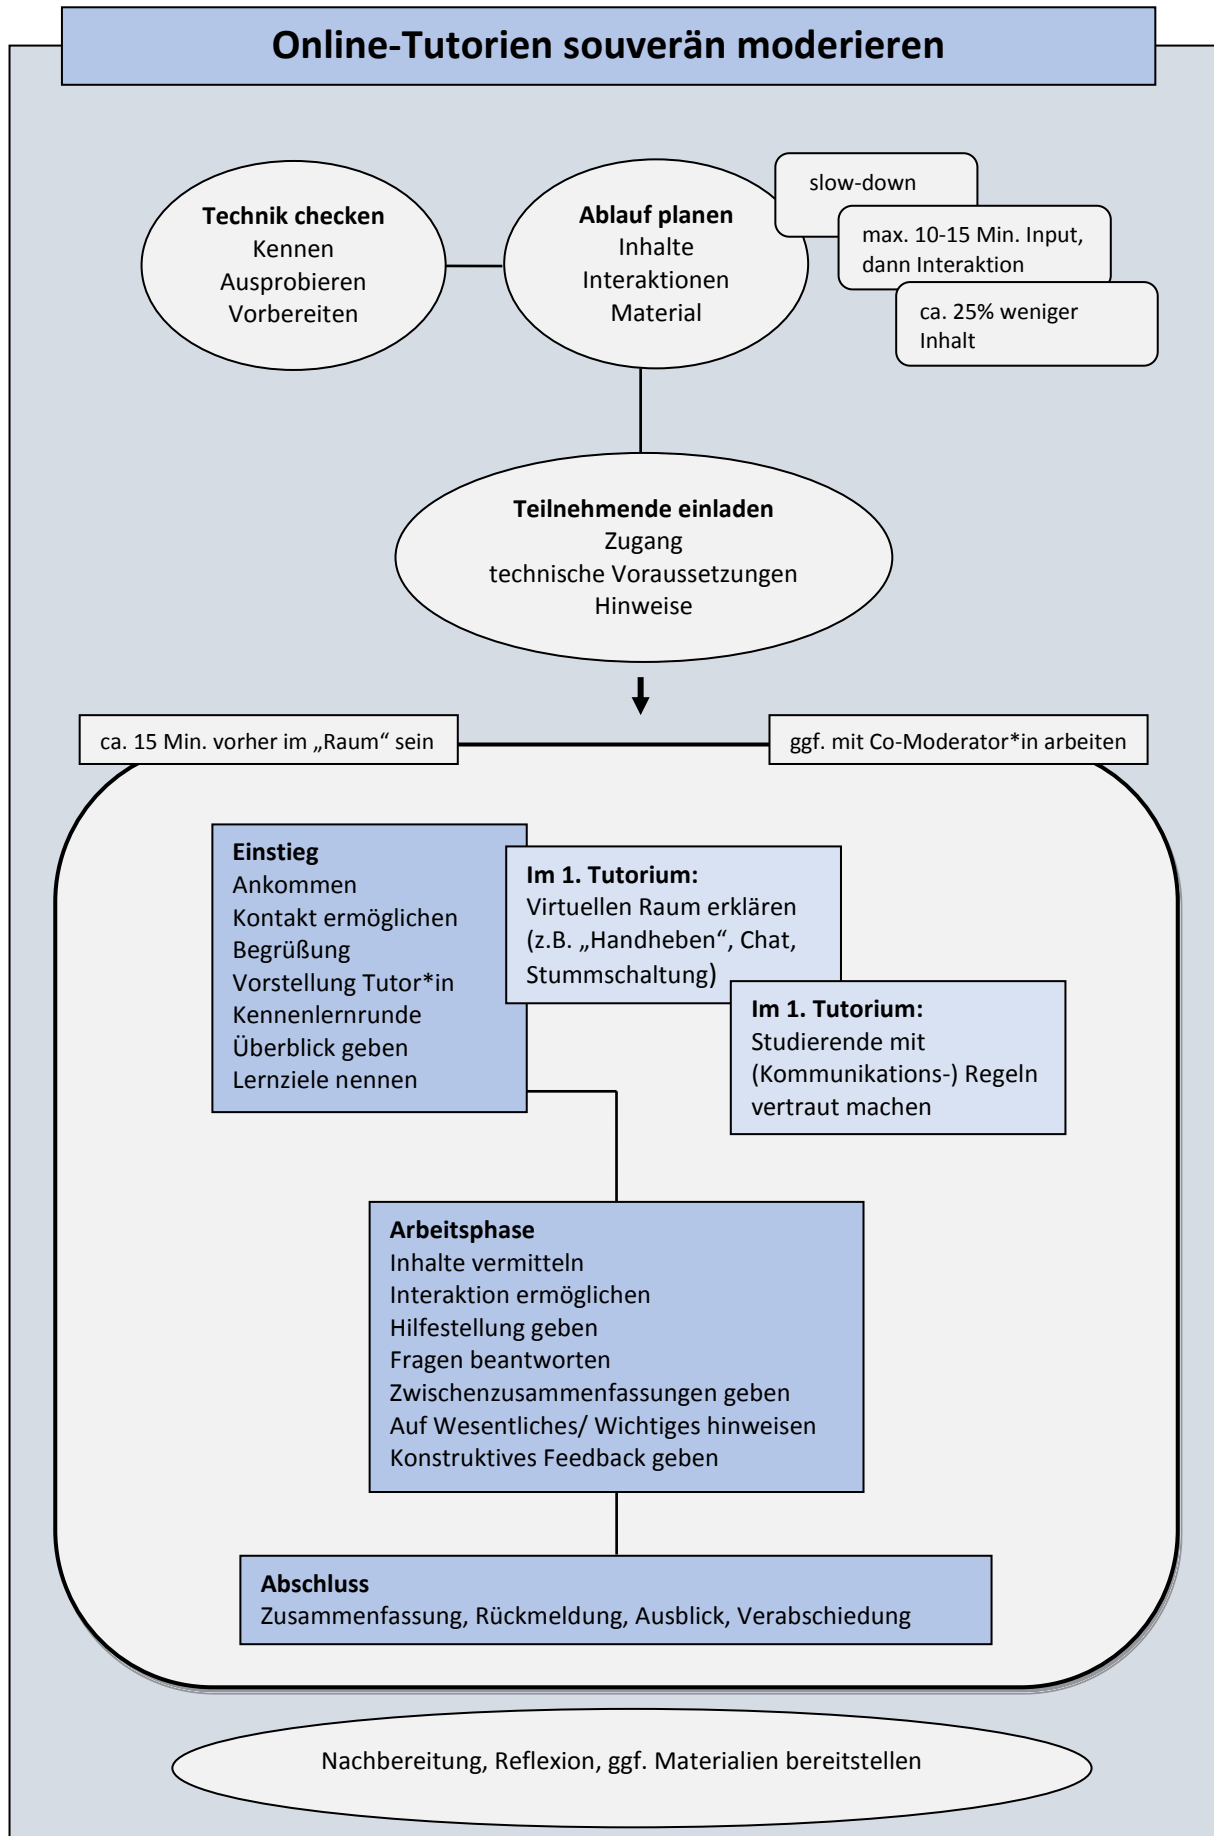 Online-Tutorien souverän moderieren
Technik checken
Kennen
Ausprobieren
Vorbereiten
Ablauf planen
Inhalte
Interaktionen
Material
slow-down
max. 10-15 Min. Input,
dann Interaktion
ca. 25% weniger
Inhalt
Teilnehmende einladen
Zugang
technische Voraussetzungen
Hinweise
ca. 15 Min. vorher im „Raum“ sein
ggf. mit Co-Moderator*in arbeiten
Einstieg
Ankommen
Kontakt ermöglichen
Begrüßung
Vorstellung Tutor*in
Kennenlernrunde
Überblick geben
Lernziele nennen
Im 1. Tutorium:
Virtuellen Raum erklären
(z.B. „Handheben“, Chat,
Stummschaltung)
Im 1. Tutorium:
Studierende mit
(Kommunikations-) Regeln
vertraut machen
Arbeitsphase
Inhalte vermitteln
Interaktion ermöglichen
Hilfestellung geben
Fragen beantworten
Zwischenzusammenfassungen geben
Auf Wesentliches/ Wichtiges hinweisen
Konstruktives Feedback geben
Abschluss
Zusammenfassung, Rückmeldung, Ausblick, Verabschiedung
Nachbereitung, Reflexion, ggf. Materialien bereitstellen